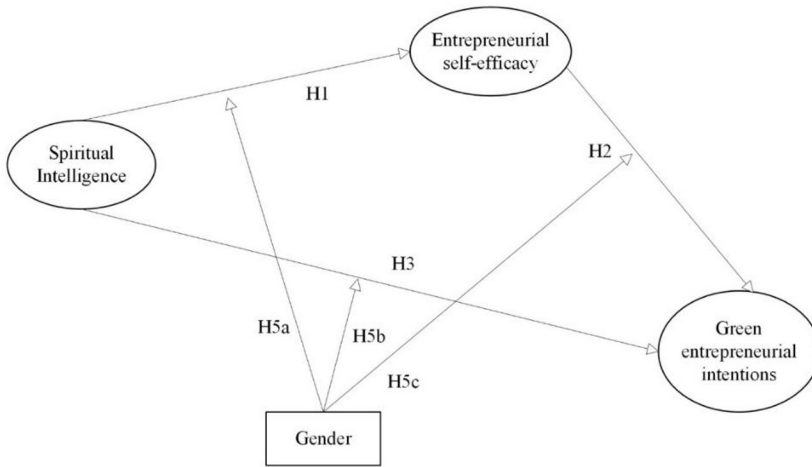 Entrepreneurial
self-efficacy
H1
H2
Spiritual
Intelligence
H3
H5a
H5b
H5c
Green
entrepreneurial
intentions
Gender